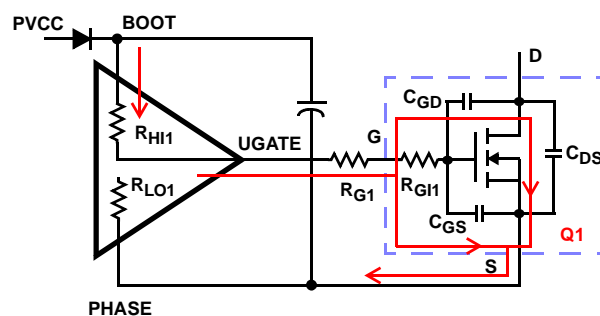 PVCC
BOOT
D
CGD
RHI1
UGATE
G
CDS
RLO1
RG1
RGI1
CGS
Q1
S
PHASE